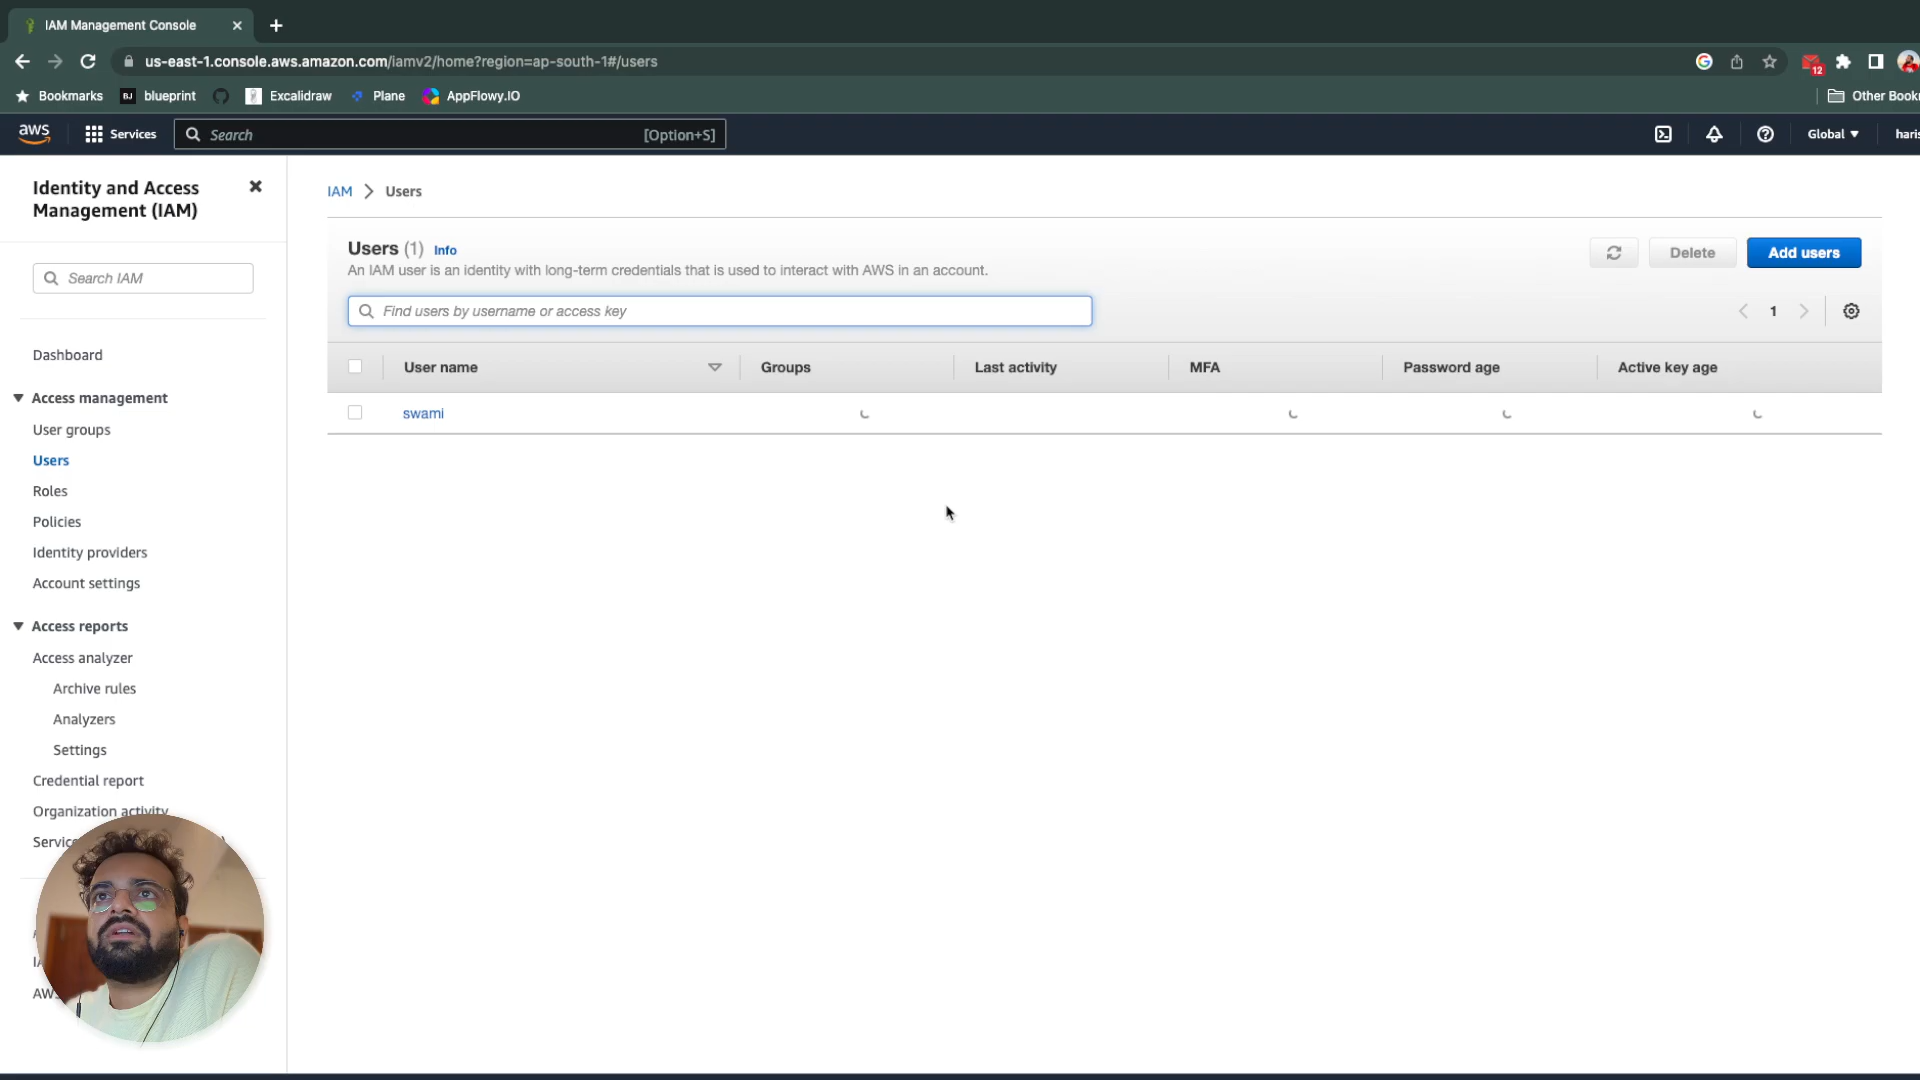 IAM Management Console
us-east-1.console.aws.amazon.com/iamv2/home?region=ap-south-1#/users
12
Bookmarks
BJ
blueprint
Excalidraw
Plane
AppFlowy.IO
Other Book
aws
Services
Search
[Option+S]
Global
haris
Identity and Access
Management (IAM)
Search IAM
Dashboard
Access management
User groups
Users
Roles
Policies
Identity providers
Account settings
Access reports
Access analyzer
Archive rules
Analyzers
Settings
Credential report
Organization activity
IAM > Users
Users (1) Info
An IAM user is an identity with long-term credentials that is used to interact with AWS in an account.
Delete
Add users
Find users by username or access key
1
User name
Groups
Last activity
MFA
Password age
Active key age
swami